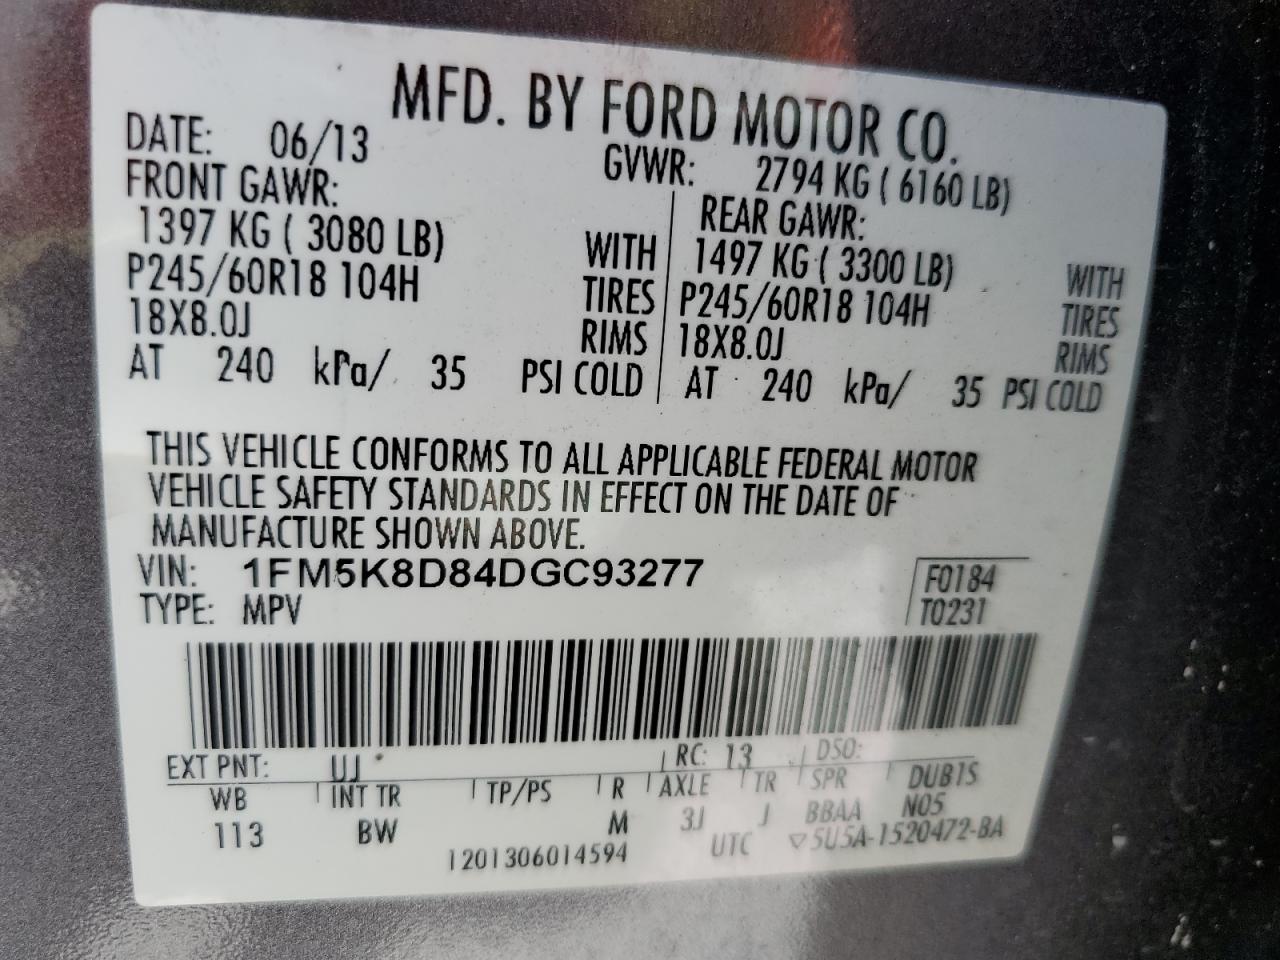 MFD. BY FORD MOTOR CO.
DATE: 06/13 GVWR: 2794 KG ( 6160 LB)
FRONT GAWR: REAR GAWR:
1397 KG ( 3080 LB) WITH 1497 KG ( 3300 LB) WITH
P245/60R18 104H TIRES P245/60R18 104H TIRES
18X8.0J RIMS 18X8.0J RIMS
AT 240 kPa/ 35 PSI COLD AT 240 kPa/ 35 PSI COLD
THIS VEHICLE CONFORMS TO ALL APPLICABLE FEDERAL MOTOR
VEHICLE SAFETY STANDARDS IN EFFECT ON THE DATE OF
MANUFACTURE SHOWN ABOVE.
VIN: 1FM5K8D84DGC93277 F0184
TYPE: MPV T0231
EXT PNT: UJ RC: 13 DSO:
WB INT TR TP/PS R AXLE TR SPR DUB1S
113 BW M 3J J BBAA N05
1201306014594 UTC ▽5U5A-1520472-BA